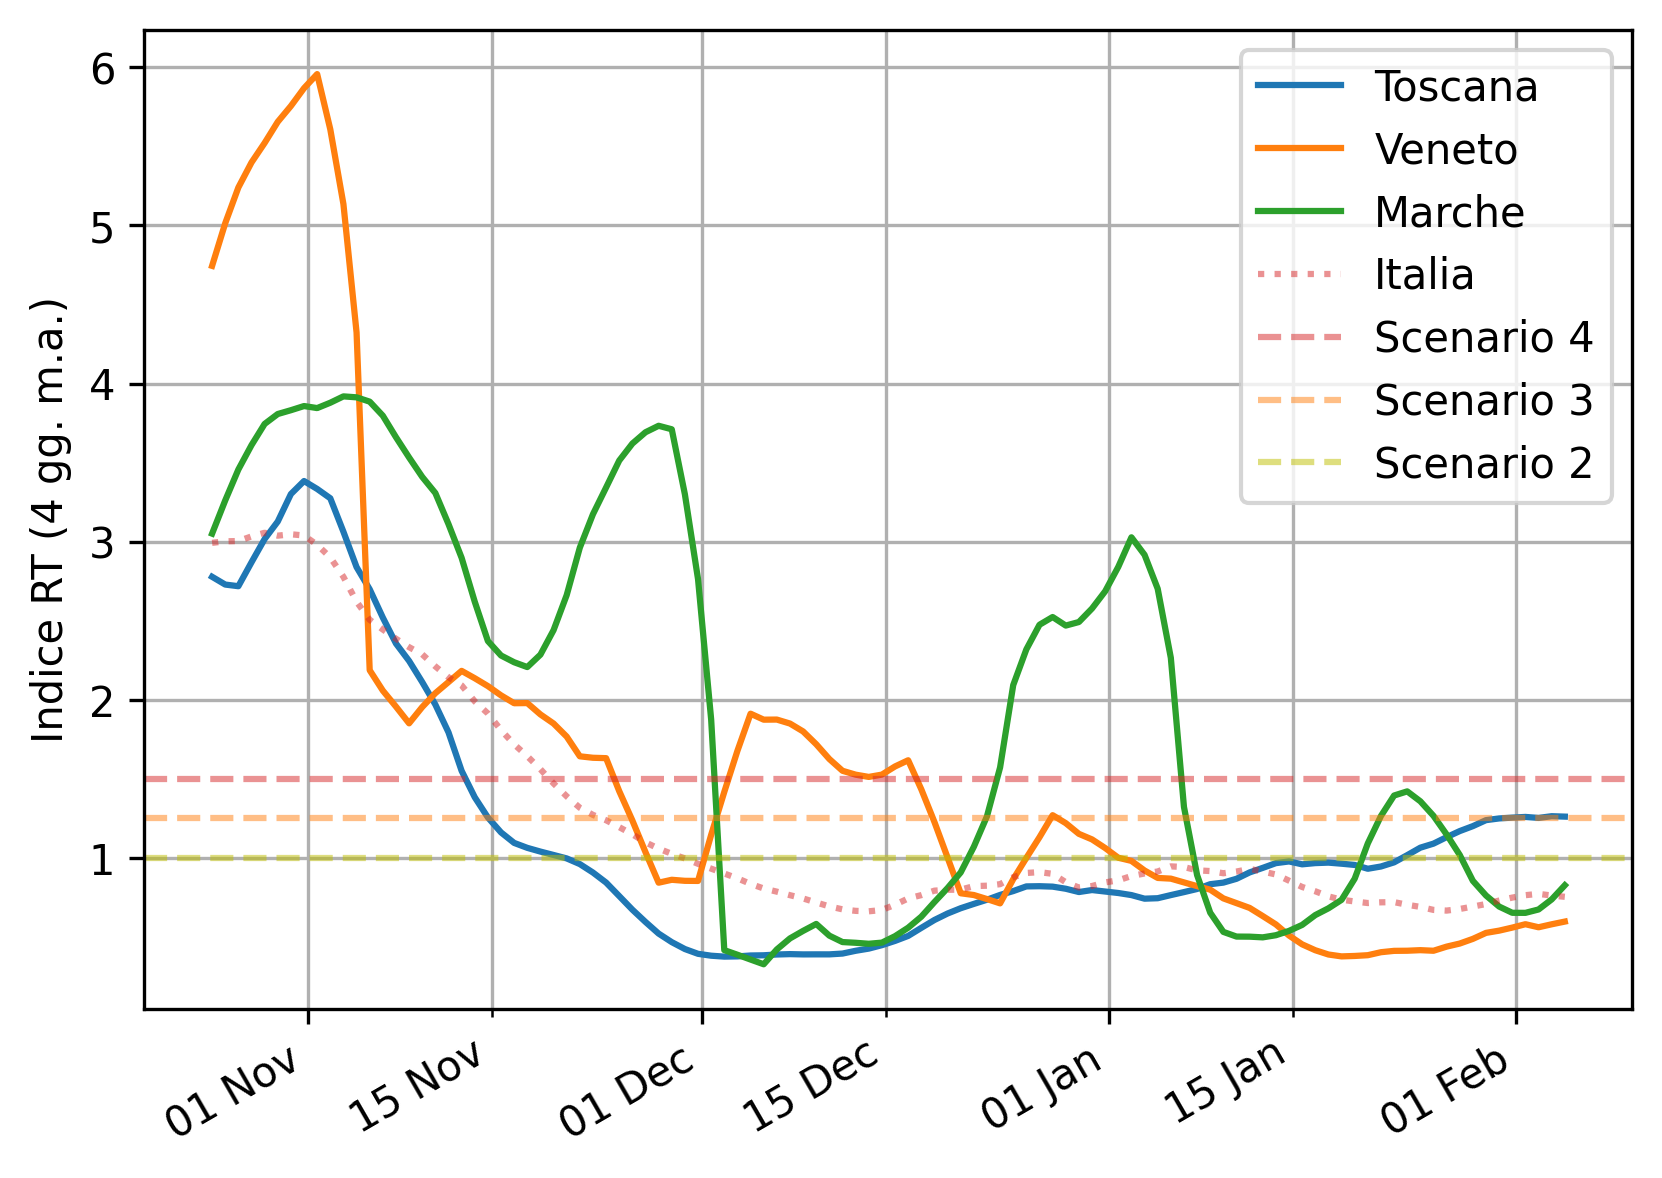 Indice RT (4 gg. m.a.)
6
5
4
3
2
1
Toscana
Veneto
Marche
Italia
Scenario 4
Scenario 3
Scenario 2
01 Nov
15 Nov
01 Dec
15 Dec
01 Jan
15 Jan
01 Feb